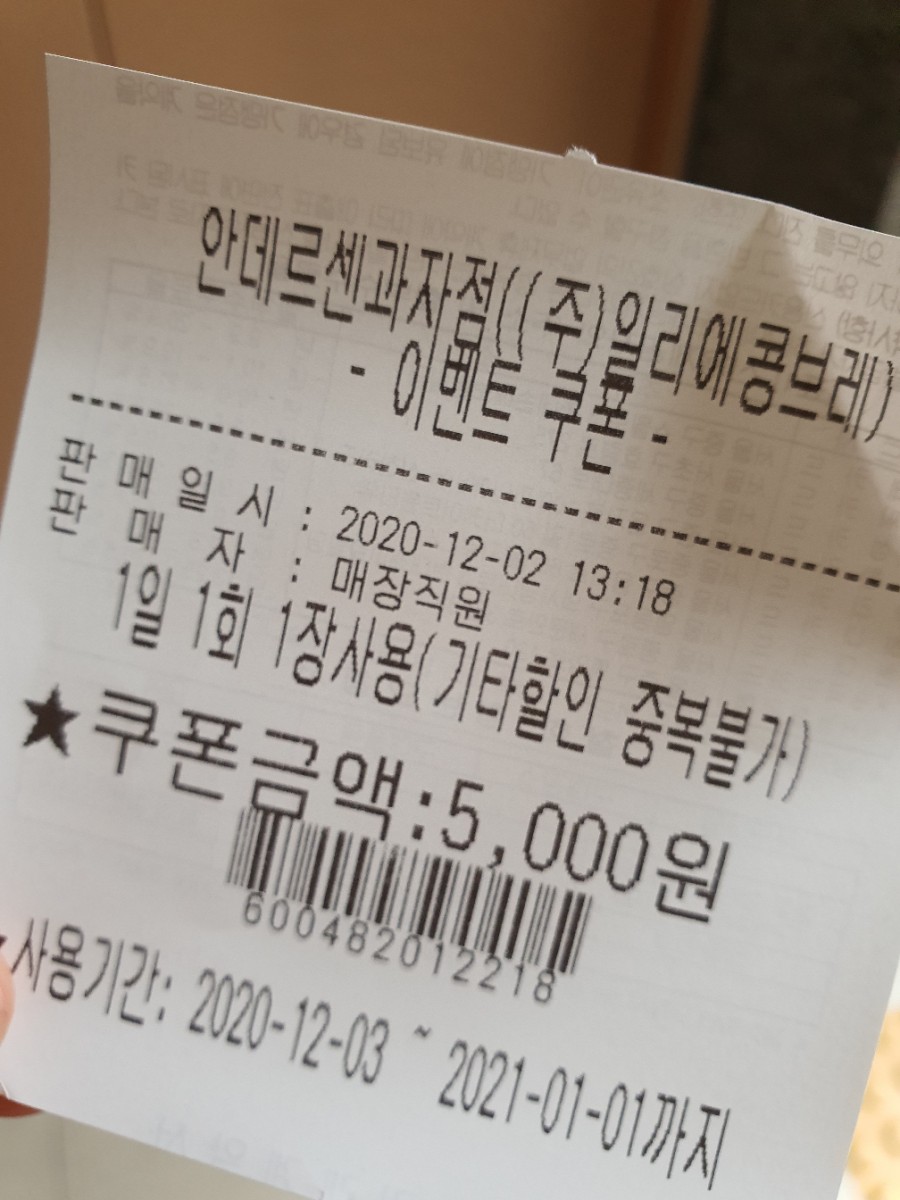 안데르센과자점((주)일리에콩브레)
- 이벤트 쿠폰 -
판 매 일 시 : 2020-12-02 13:18
판 매 자 : 매장직원
1일 1회 1장사용(기타할인 중복불가)
★쿠폰금액:5,000원
600482012218
사용기간: 2020-12-03 ~ 2021-01-01까지